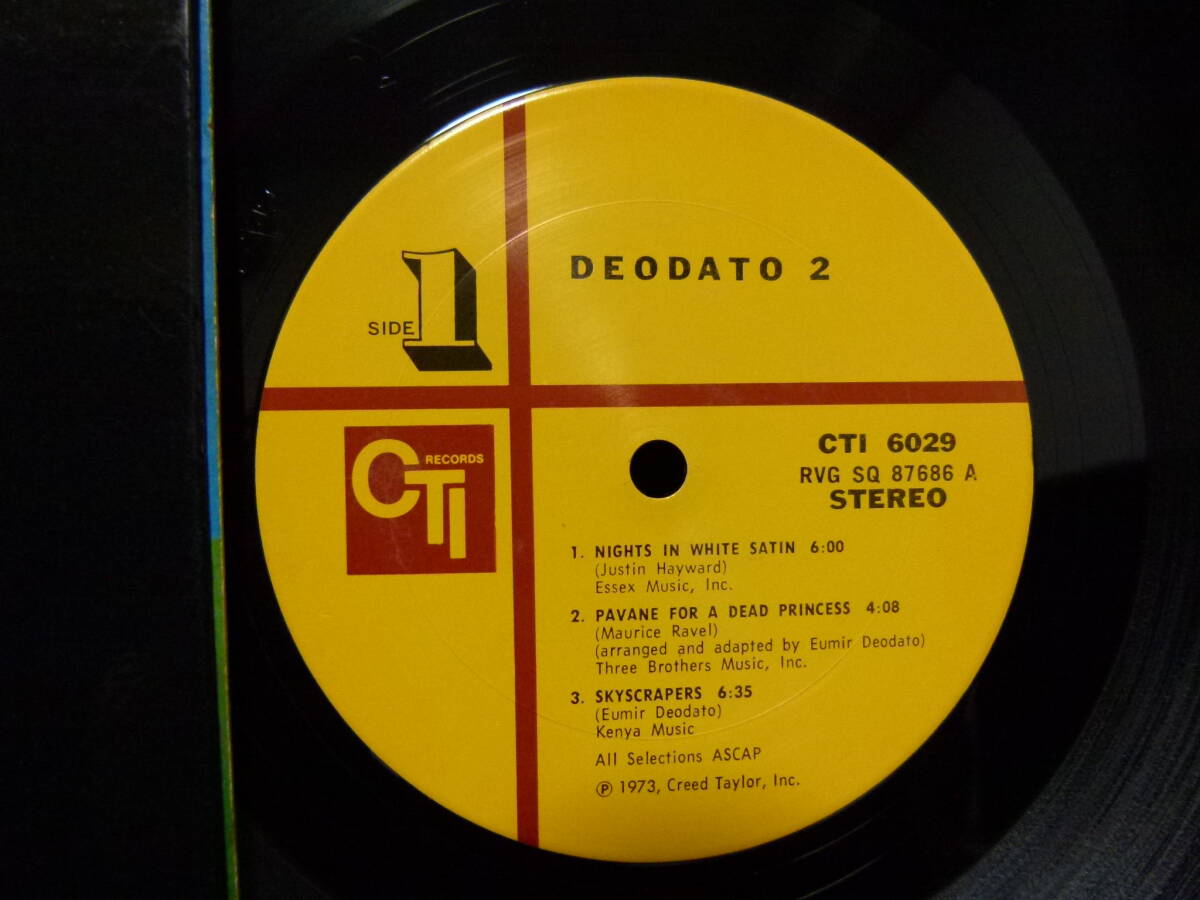 DEODATO 2
SIDE 1
CTI RECORDS
CTI 6029
RVG SQ 87686 A
STEREO
1. NIGHTS IN WHITE SATIN 6:00
(Justin Hayward)
Essex Music, Inc.
2. PAVANE FOR A DEAD PRINCESS 4:08
(Maurice Ravel)
(arranged and adapted by Eumir Deodato)
Three Brothers Music, Inc.
3. SKYSCRAPERS 6:35
(Eumir Deodato)
Kenya Music
All Selections ASCAP
℗ 1973, Creed Taylor, Inc.